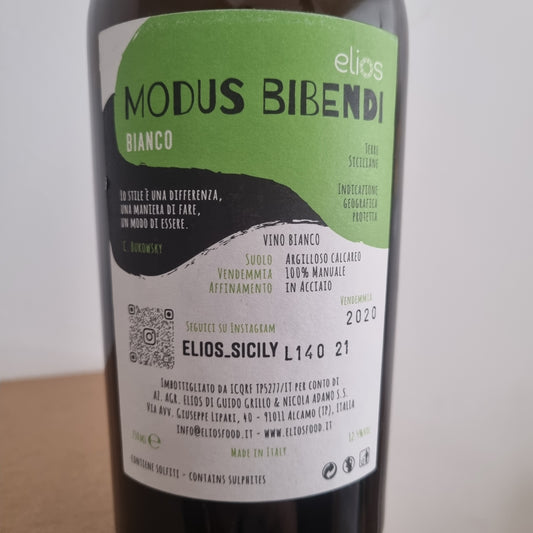 elios
MODUS BIBENDI
BIANCO
TERRE
SICILIANE
INDICAZIONE
GEOGRAFICA
PROTETTA
LO STILE È UNA DIFFERENZA,
UNA MANIERA DI FARE,
UN MODO DI ESSERE.
C. BUKOWSKY
VINO BIANCO
SUOLO ARGILLOSO CALCAREO
VENDEMMIA 100% MANUALE
AFFINAMENTO IN ACCIAIO
VENDEMMIA
2020
SEGUICI SU INSTAGRAM
ELIOS_SICILY L140 21
IMBOTTIGLIATO DA ICQRF TP5277/IT PER CONTO DI
AZ. AGR. ELIOS DI GUIDO GRILLO & NICOLA ADAMO S.S.
VIA AVV. GIUSEPPE LIPARI, 40 - 91011 ALCAMO (TP), ITALIA
INFO@ELIOSFOOD.IT - WWW.ELIOSFOOD.IT
750ML e 12,5%VOL
MADE IN ITALY
-CONTIENE SOLFITI - CONTAINS SULPHITES